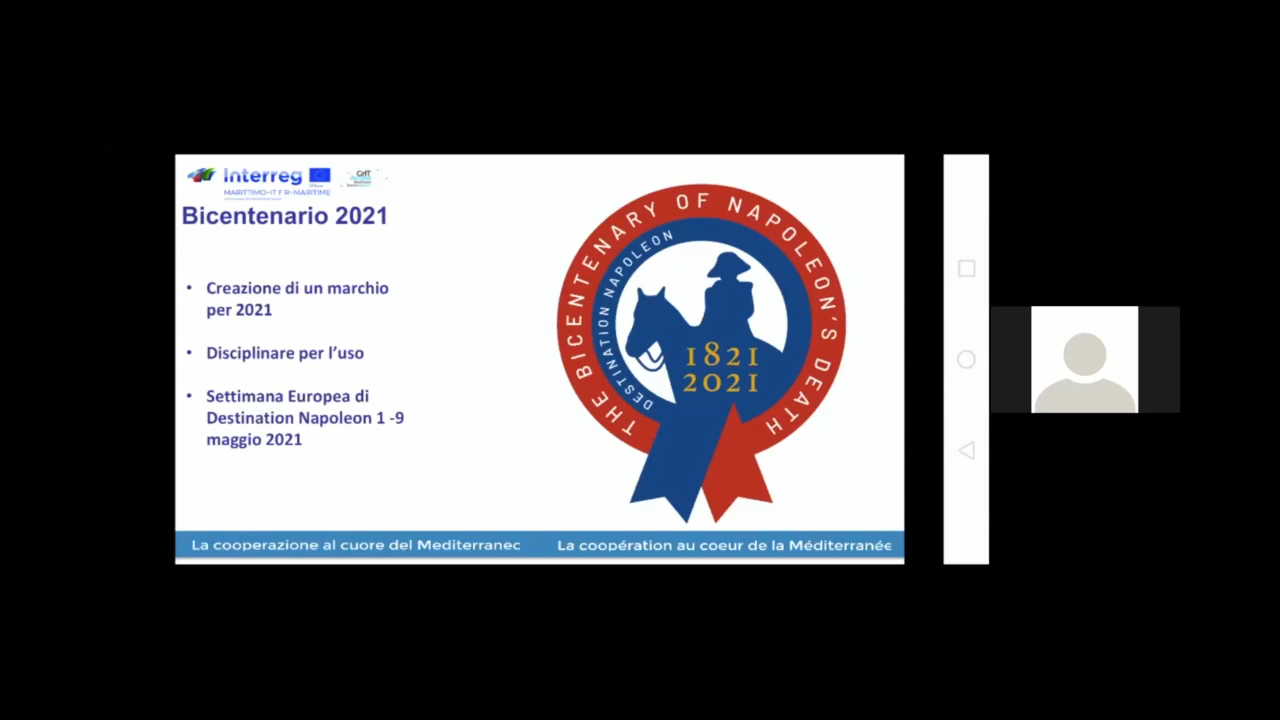 Interreg
MARITTIMO-IT FR-MARITIME
Bicentenario 2021
• Creazione di un marchio
per 2021
• Disciplinare per l’uso
• Settimana Europea di
Destination Napoleon 1 -9
maggio 2021
THE BICENTENARY OF NAPOLEON'S DEATH
DESTINATION NAPOLEON
1821
2021
La cooperazione al cuore del Mediterraneo
La coopération au coeur de la Méditerranée